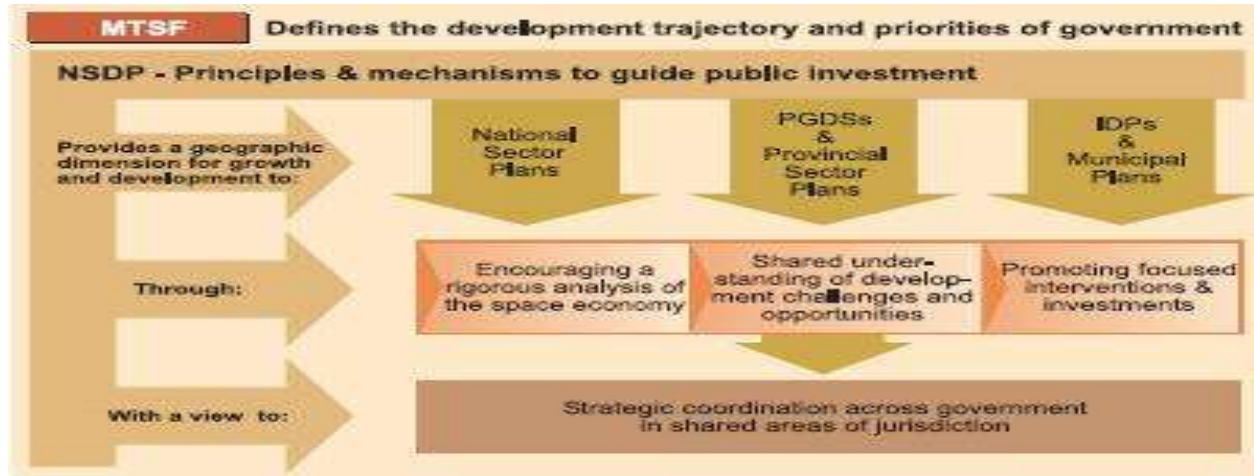 MTSF Defines the development trajectory and priorities of government
NSDP - Principles & mechanisms to guide public investment
Provides a geographic
dimension for growth
and development to:
National
Sector
Plans
PGDSs
&
Provincial
Sector
Plans
IDPs
&
Municipal
Plans
Through:
Encouraging a
rigorous analysis of
the space economy
Shared under-
standing of develop-
ment challenges and
opportunities
Promoting focused
interventions &
investments
With a view to:
Strategic coordination across government
in shared areas of jurisdiction